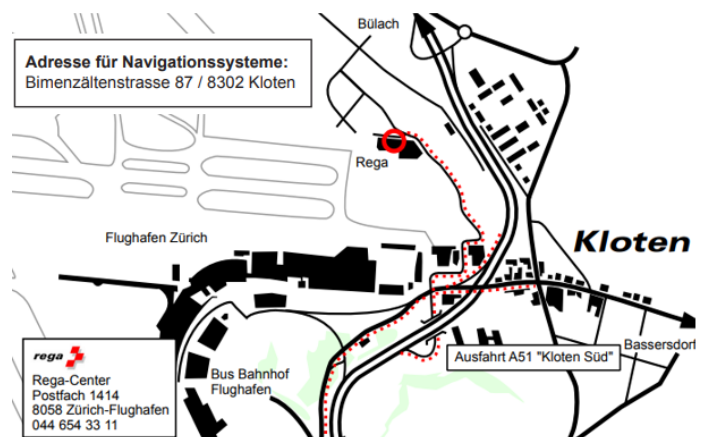 Bülach
Adresse für Navigationssysteme:
Bimenzältenstrasse 87 / 8302 Kloten
Rega
Flughafen Zürich
Kloten
Bassersdorf
Ausfahrt A51 "Kloten Süd"
Bus Bahnhof
Flughafen
rega
Rega-Center
Postfach 1414
8058 Zürich-Flughafen
044 654 33 11